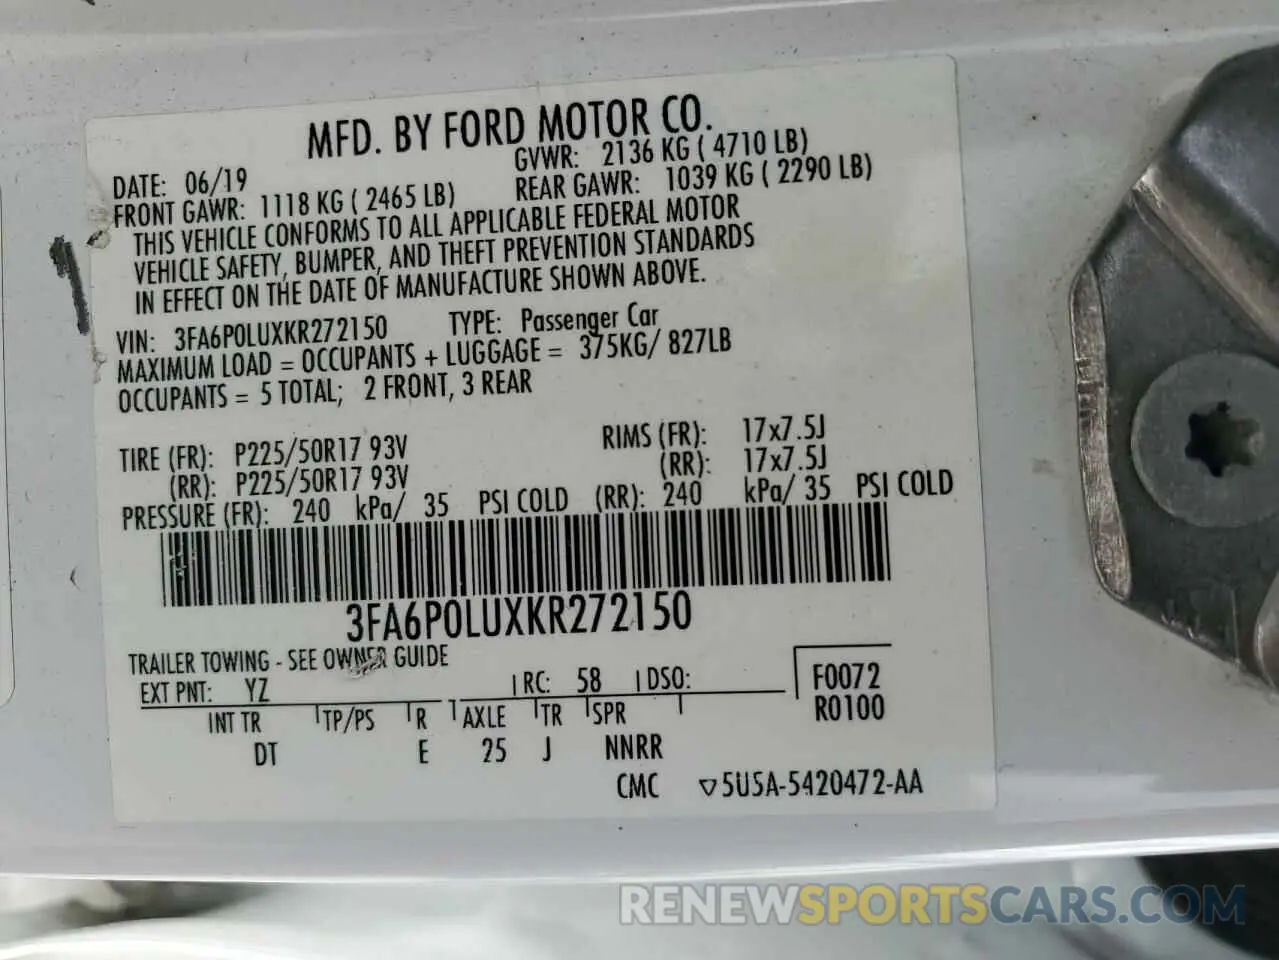 MFD. BY FORD MOTOR CO.
DATE: 06/19 GVWR: 2136 KG ( 4710 LB)
FRONT GAWR: 1118 KG ( 2465 LB) REAR GAWR: 1039 KG ( 2290 LB)
THIS VEHICLE CONFORMS TO ALL APPLICABLE FEDERAL MOTOR
VEHICLE SAFETY, BUMPER, AND THEFT PREVENTION STANDARDS
IN EFFECT ON THE DATE OF MANUFACTURE SHOWN ABOVE.
VIN: 3FA6P0LUXKR272150 TYPE: Passenger Car
MAXIMUM LOAD = OCCUPANTS + LUGGAGE = 375KG/ 827LB
OCCUPANTS = 5 TOTAL; 2 FRONT, 3 REAR
TIRE (FR): P225/50R17 93V RIMS (FR): 17x7.5J
(RR): P225/50R17 93V (RR): 17x7.5J
PRESSURE (FR): 240 kPa/ 35 PSI COLD (RR): 240 kPa/ 35 PSI COLD
3FA6P0LUXKR272150
TRAILER TOWING - SEE OWNER GUIDE
EXT PNT: YZ RC: 58 DSO: F0072
INT TR TP/PS R AXLE TR SPR R0100
DT E 25 J NNRR
CMC ▽5U5A-5420472-AA
RENEWSPORTSCARS.COM